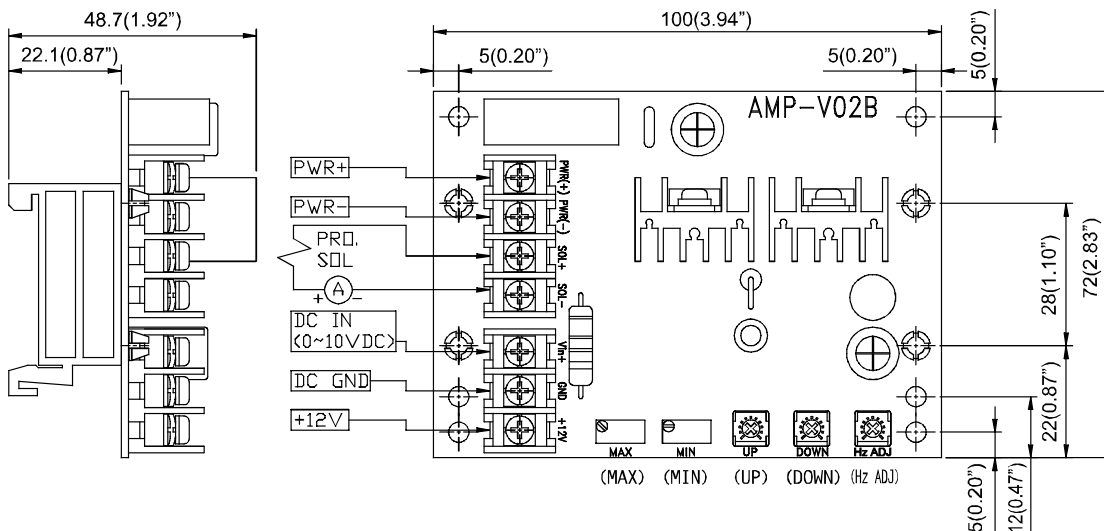 48.7(1.92")
22.1(0.87")
100(3.94")
5(0.20")
5(0.20")
5(0.20")
AMP-V02B
PWR+
PWR(+)
PWR-
PWR(-)
PRO.
SOL
SOL+
+ A -
SOL-
DC IN
(0~10VDC)
Vin+
DC GND
GND
+12V
+12V
28(1.10")
72(2.83")
22(0.87")
MAX
MIN
UP
DOWN
Hz ADJ
(MAX)
(MIN)
(UP)
(DOWN)
(Hz ADJ)
5(0.20")
12(0.47")